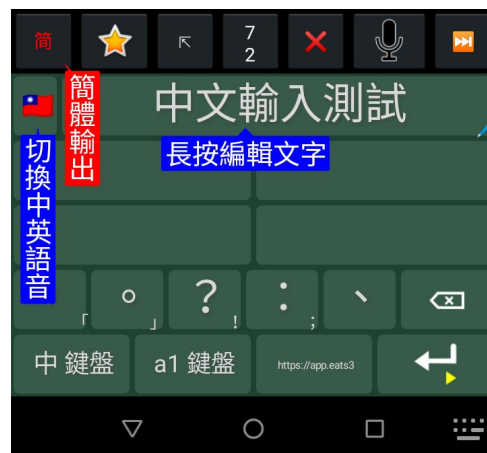 简
7
2
簡體輸出
中文輸入測試
長按編輯文字
切換中英語音
「 。 」 ? ! : ; 、
中 鍵盤 a1 鍵盤 https://app.eats3